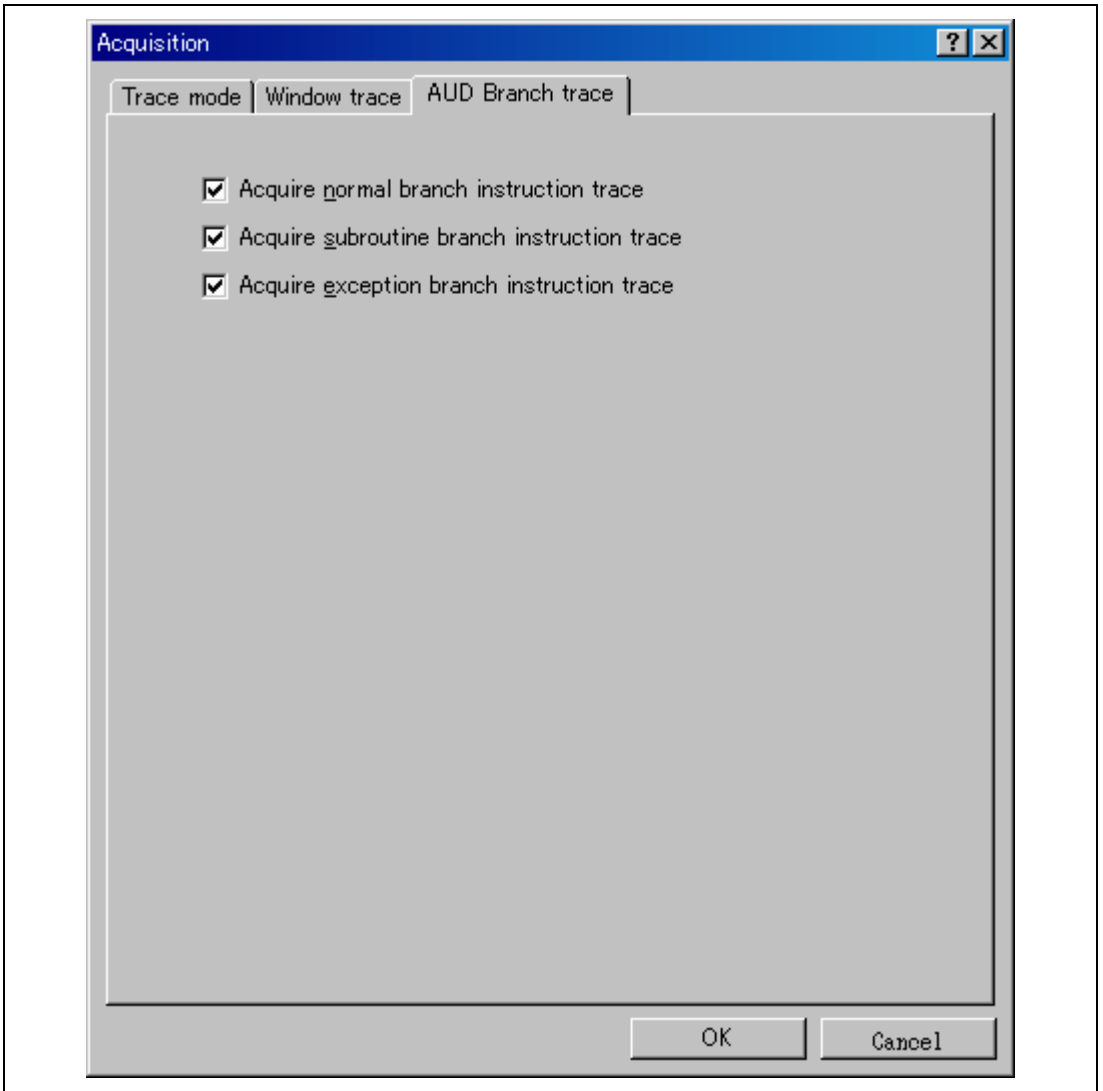 Acquisition
Trace mode Window trace AUD Branch trace
Acquire normal branch instruction trace
Acquire subroutine branch instruction trace
Acquire exception branch instruction trace
OK Cancel